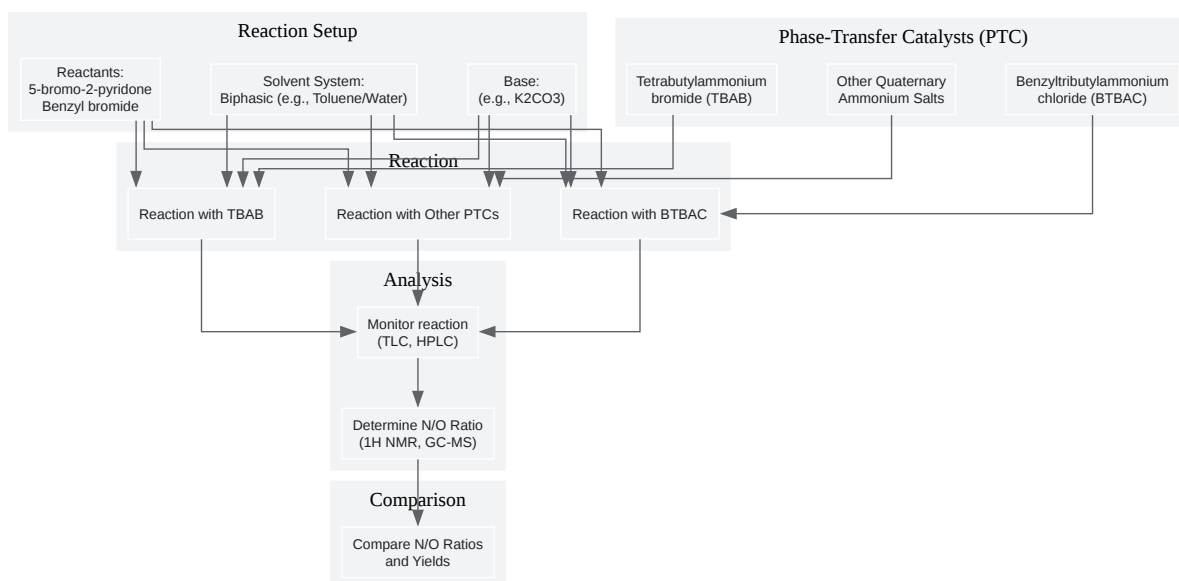 Reaction Setup
Reactants:
5-bromo-2-pyridone
Benzyl bromide
Solvent System:
Biphasic (e.g., Toluene/Water)
Base:
(e.g., K2CO3)
Phase-Transfer Catalysts (PTC)
Tetrabutylammonium
bromide (TBAB)
Other Quaternary
Ammonium Salts
Benzyltributylammonium
chloride (BTBAC)
Reaction
Reaction with TBAB
Reaction with Other PTCs
Reaction with BTBAC
Analysis
Monitor reaction
(TLC, HPLC)
Determine N/O Ratio
(1H NMR, GC-MS)
Comparison
Compare N/O Ratios
and Yields